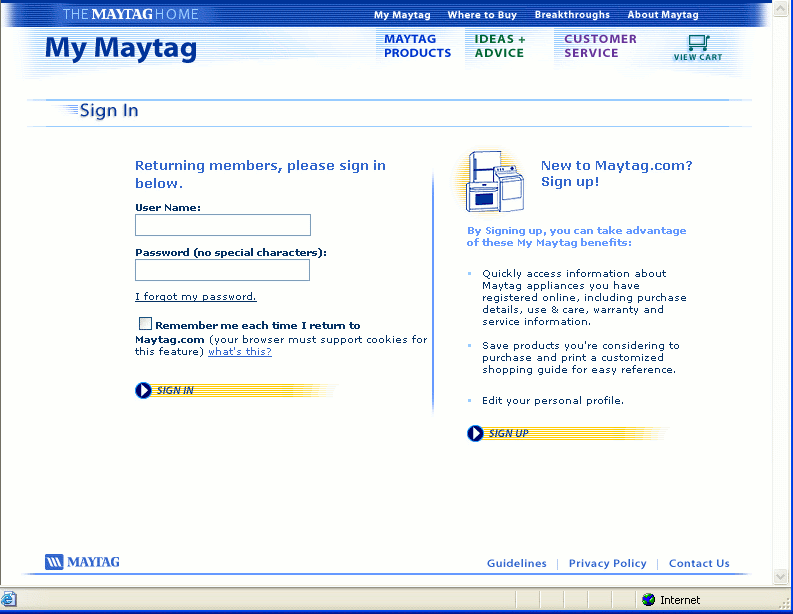 THE MAYTAG HOME
My Maytag Where to Buy Breakthroughs About Maytag
My Maytag
MAYTAG PRODUCTS
IDEAS + ADVICE
CUSTOMER SERVICE
VIEW CART
Sign In
Returning members, please sign in
below.
User Name:
Password (no special characters):
I forgot my password.
Remember me each time I return to
Maytag.com (your browser must support cookies for
this feature) what's this?
SIGN IN
New to Maytag.com?
Sign up!
By Signing up, you can take advantage
of these My Maytag benefits:
• Quickly access information about
Maytag appliances you have
registered online, including purchase
details, use & care, warranty and
service information.
• Save products you're considering to
purchase and print a customized
shopping guide for easy reference.
• Edit your personal profile.
SIGN UP
MAYTAG
Guidelines | Privacy Policy | Contact Us
Internet